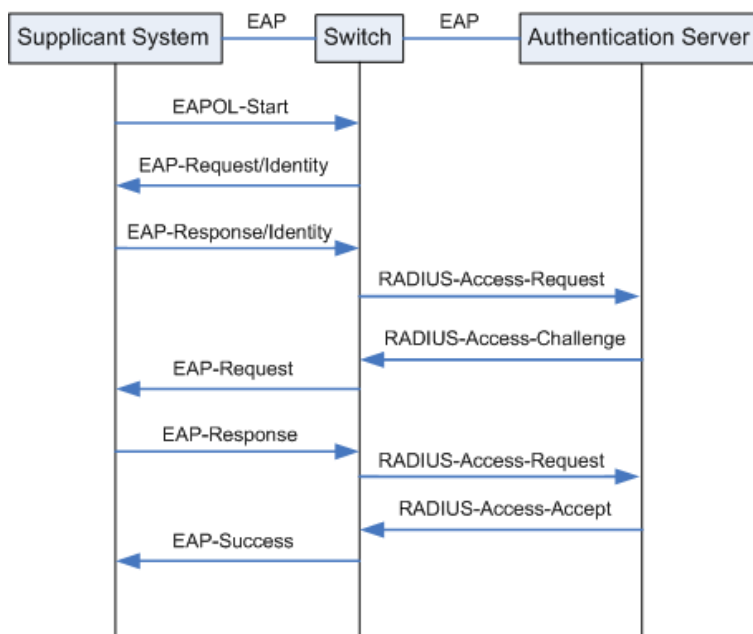 EAP
EAP
Supplicant System
Switch
Authentication Server
EAPOL-Start
EAP-Request/Identity
EAP-Response/Identity
RADIUS-Access-Request
RADIUS-Access-Challenge
EAP-Request
EAP-Response
RADIUS-Access-Request
RADIUS-Access-Accept
EAP-Success